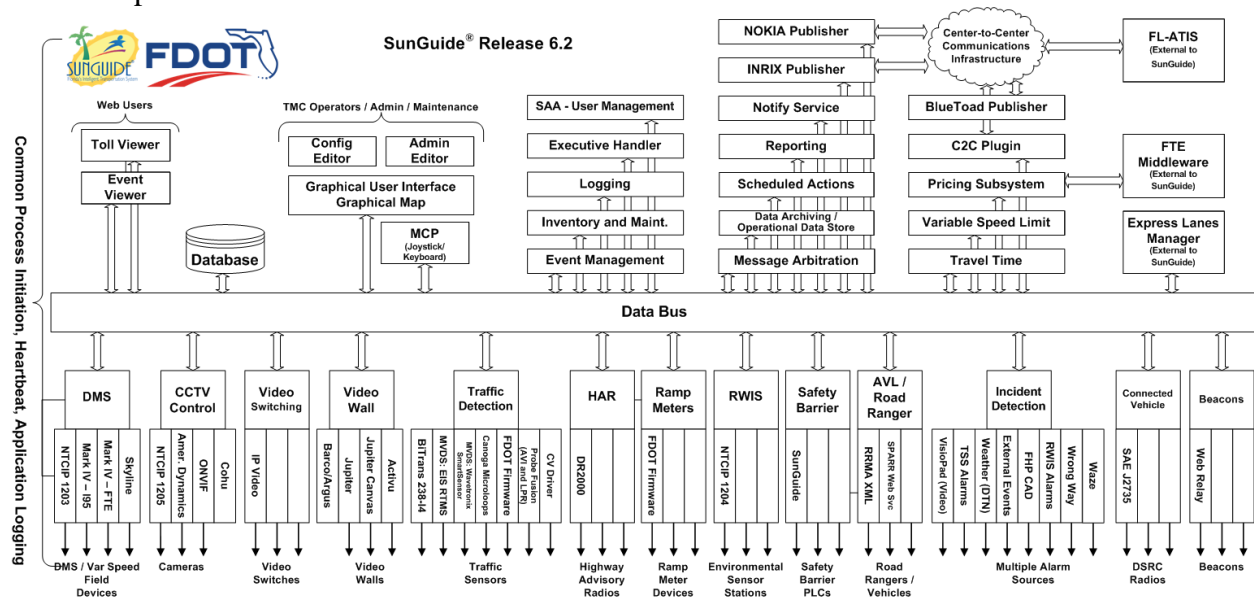 SunGuide® Release 6.2
SUNGUIDE
FDOT
Common Process Initiation, Heartbeat, Application Logging
Web Users
Toll Viewer
Event
Viewer
Database
TMC Operators / Admin / Maintenance
Config
Editor
Admin
Editor
Graphical User Interface
Graphical Map
MCP
(Joystick/
Keyboard)
SAA - User Management
Executive Handler
Logging
Inventory and Maint.
Event Management
NOKIA Publisher
INRIX Publisher
Notify Service
Reporting
Scheduled Actions
Data Archiving /
Operational Data Store
Message Arbitration
Center-to-Center
Communications
Infrastructure
BlueToad Publisher
C2C Plugin
Pricing Subsystem
Variable Speed Limit
Travel Time
FL-ATIS
(External to
SunGuide)
FTE
Middleware
(External to
SunGuide)
Express Lanes
Manager
(External to
SunGuide)
Data Bus
DMS
NTCIP 1203
Mark IV – I95
Mark IV – FTE
Skyline
DMS / Var Speed
Field
Devices
CCTV
Control
NTCIP 1205
Amer. Dynamics
ONVIF
Cohu
Cameras
Video
Switching
IP Video
Video
Switches
Video
Wall
Barco/Argus
Jupiter
Jupiter Canvas
Activu
Video
Walls
Traffic
Detection
BiTrans 238-I4
MVDS: EIS RTMS
MVDS: Wavetronix
SmartSensor
Canoga Microloops
FDOT Firmware
Probe Fusion
(AVI and LPR)
CV Driver
Traffic
Sensors
HAR
DR2000
Highway
Advisory
Radios
Ramp
Meters
FDOT Firmware
Ramp
Meter
Devices
RWIS
NTCIP 1204
Environmental
Sensor
Stations
Safety
Barrier
SunGuide
Safety
Barrier
PLCs
AVL /
Road
Ranger
RRMA XML
SPARR Web Svc
Road
Rangers /
Vehicles
Incident
Detection
VisioPad (Video)
TSS Alarms
Weather (DTN)
External Events
FHP CAD
RWIS Alarms
Wrong Way
Waze
Multiple Alarm
Sources
Connected
Vehicle
SAE J2735
DSRC
Radios
Beacons
Web Relay
Beacons